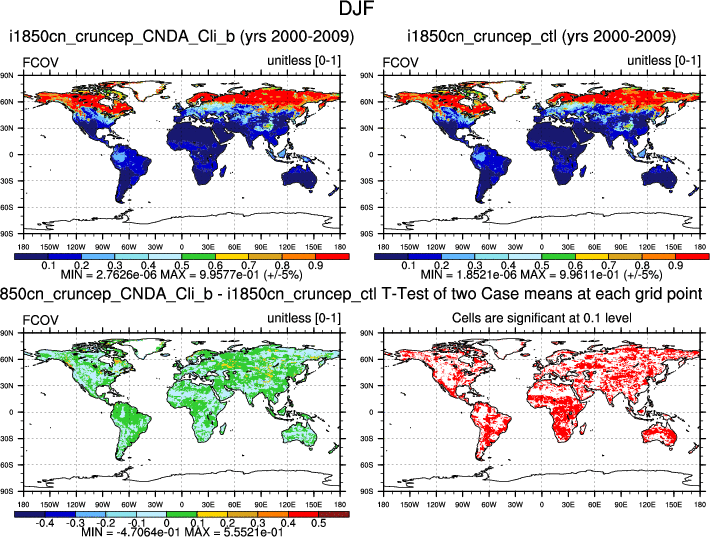 DJF
i1850cn_cruncep_CNDA_Cli_b (yrs 2000-2009)
i1850cn_cruncep_ctl (yrs 2000-2009)
FCOV unitless [0-1]
FCOV unitless [0-1]
90N
60N
30N
0
30S
60S
90S
180 150W 120W 90W 60W 30W 0 30E 60E 90E 120E 150E 180
90N
60N
30N
0
30S
60S
90S
180 150W 120W 90W 60W 30W 0 30E 60E 90E 120E 150E 180
0.1 0.2 0.3 0.4 0.5 0.6 0.7 0.8 0.9
MIN = 2.7626e-06 MAX = 9.9577e-01 (+/-5%)
0.1 0.2 0.3 0.4 0.5 0.6 0.7 0.8 0.9
MIN = 1.8521e-06 MAX = 9.9611e-01 (+/-5%)
850cn_cruncep_CNDA_Cli_b - i1850cn_cruncep_ctl
T-Test of two Case means at each grid point
FCOV unitless [0-1]
Cells are significant at 0.1 level
90N
60N
30N
0
30S
60S
90S
180 150W 120W 90W 60W 30W 0 30E 60E 90E 120E 150E 180
90N
60N
30N
0
30S
60S
90S
180 150W 120W 90W 60W 30W 0 30E 60E 90E 120E 150E 180
-0.4 -0.3 -0.2 -0.1 0 0.1 0.2 0.3 0.4 0.5
MIN = -4.7064e-01 MAX = 5.5521e-01